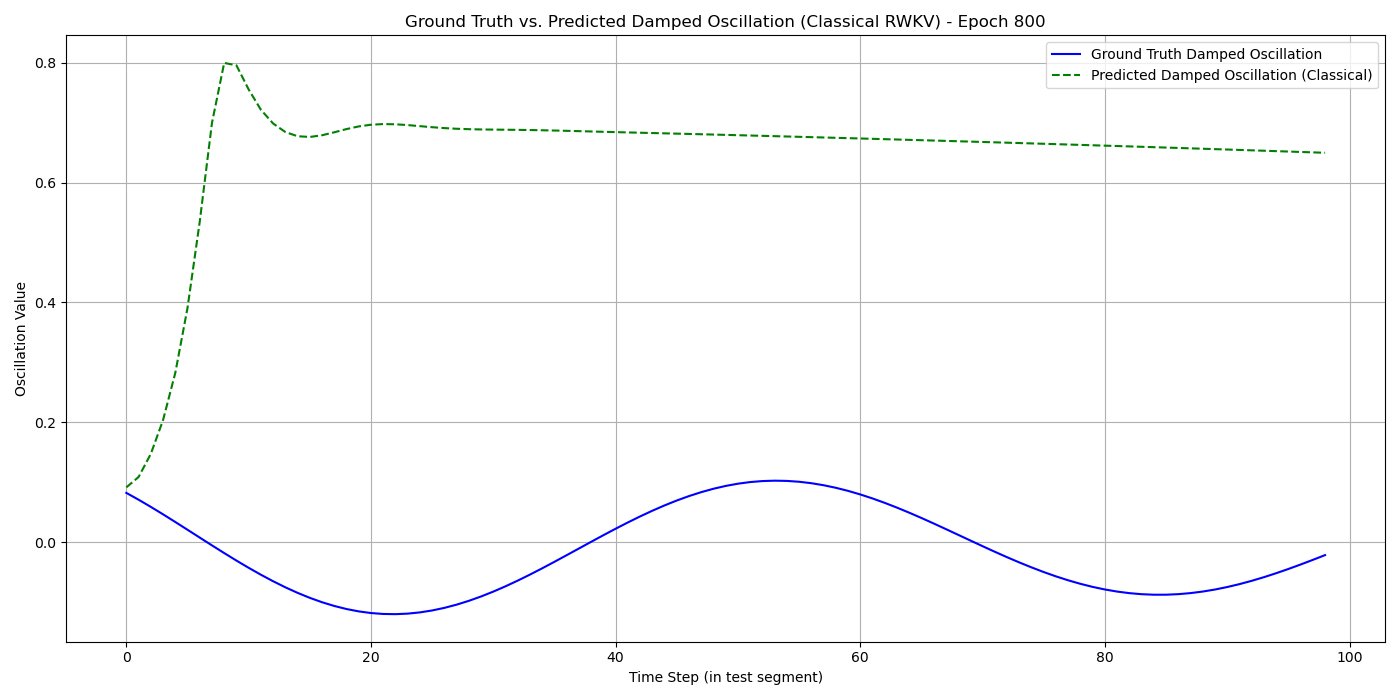 Ground Truth vs. Predicted Damped Oscillation (Classical RWKV) - Epoch 800
Ground Truth Damped Oscillation
Predicted Damped Oscillation (Classical)
Oscillation Value
0.8
0.6
0.4
0.2
0.0
0 20 40 60 80 100
Time Step (in test segment)